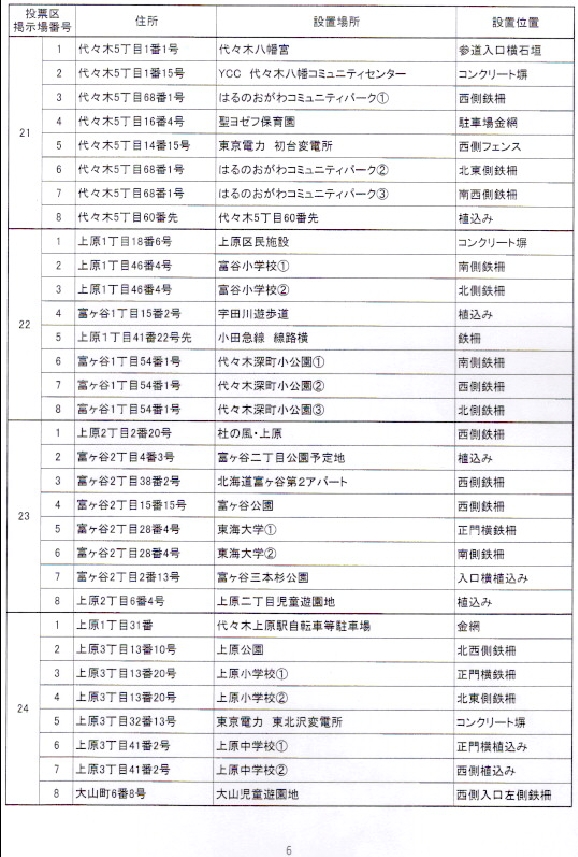 投票区 掲示場番号 住所 設置場所 設置位置
21
1 代々木5丁目1番1号 代々木八幡宮 参道入口横石垣
2 代々木5丁目1番15号 YCC 代々木八幡コミュニティセンター コンクリート塀
3 代々木5丁目68番1号 はるのおがわコミュニティパーク① 西側鉄柵
4 代々木5丁目16番4号 聖ヨゼフ保育園 駐車場金網
5 代々木5丁目14番15号 東京電力 初台変電所 西側フェンス
6 代々木5丁目68番1号 はるのおがわコミュニティパーク② 北東側鉄柵
7 代々木5丁目68番1号 はるのおがわコミュニティパーク③ 南西側鉄柵
8 代々木5丁目60番先 代々木5丁目60番先 植込み
22
1 上原1丁目18番6号 上原区民施設 コンクリート塀
2 上原1丁目46番4号 富谷小学校① 南側鉄柵
3 上原1丁目46番4号 富谷小学校② 北側鉄柵
4 富ヶ谷1丁目15番2号 宇田川遊歩道 植込み
5 上原1丁目41番22号先 小田急線 線路横 鉄柵
6 富ヶ谷1丁目54番1号 代々木深町小公園① 南側鉄柵
7 富ヶ谷1丁目54番1号 代々木深町小公園② 西側鉄柵
8 富ヶ谷1丁目54番1号 代々木深町小公園③ 北側鉄柵
23
1 上原2丁目2番20号 杜の風・上原 西側鉄柵
2 富ヶ谷2丁目4番3号 富ヶ谷二丁目公園予定地 植込み
3 富ヶ谷2丁目38番2号 北海道富ヶ谷第2アパート 西側鉄柵
4 富ヶ谷2丁目15番15号 富ヶ谷公園 西側鉄柵
5 富ヶ谷2丁目28番4号 東海大学① 正門横鉄柵
6 富ヶ谷2丁目28番4号 東海大学② 南側鉄柵
7 富ヶ谷2丁目2番13号 富ヶ谷三本杉公園 入口横植込み
8 上原2丁目6番4号 上原二丁目児童遊園地 植込み
24
1 上原1丁目31番 代々木上原駅自転車等駐車場 金網
2 上原3丁目13番10号 上原公園 北西側鉄柵
3 上原3丁目13番20号 上原小学校① 正門横鉄柵
4 上原3丁目13番20号 上原小学校② 北東側鉄柵
5 上原3丁目32番13号 東京電力 東北沢変電所 コンクリート塀
6 上原3丁目41番2号 上原中学校① 正門横植込み
7 上原3丁目41番2号 上原中学校② 西側植込み
8 大山町6番8号 大山児童遊園地 西側入口左側鉄柵
6